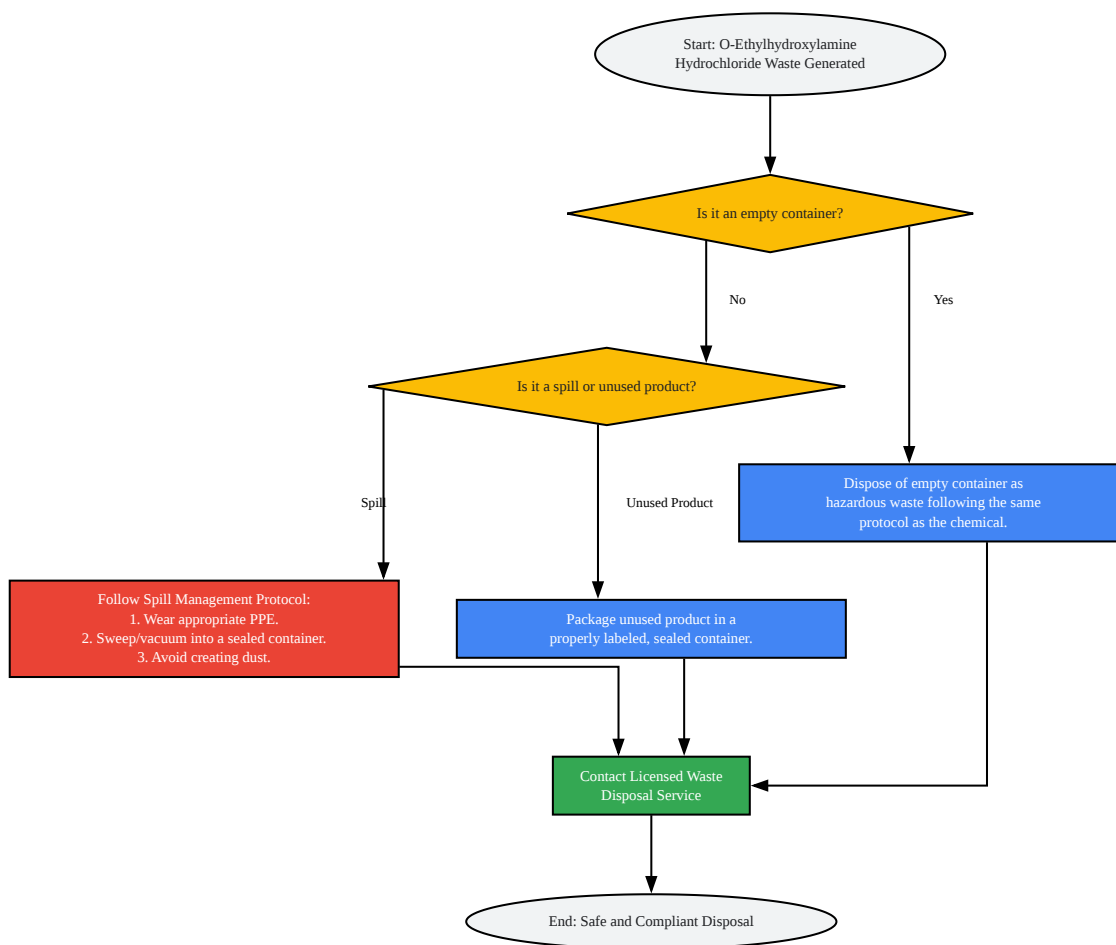 Start: O-Ethylhydroxylamine
Hydrochloride Waste Generated
Is it an empty container?
No
Yes
Is it a spill or unused product?
Spill
Unused Product
Dispose of empty container as
hazardous waste following the same
protocol as the chemical.
Follow Spill Management Protocol:
1. Wear appropriate PPE.
2. Sweep/vacuum into a sealed container.
3. Avoid creating dust.
Package unused product in a
properly labeled, sealed container.
Contact Licensed Waste
Disposal Service
End: Safe and Compliant Disposal